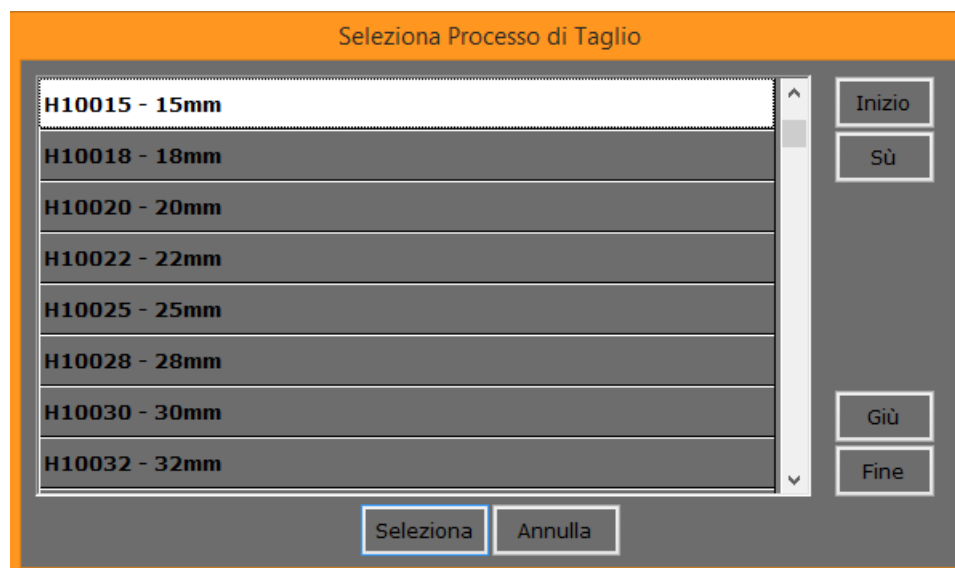 Seleziona Processo di Taglio
H10015 - 15mm
H10018 - 18mm
H10020 - 20mm
H10022 - 22mm
H10025 - 25mm
H10028 - 28mm
H10030 - 30mm
H10032 - 32mm
Inizio
Sù
Giù
Fine
Seleziona
Annulla